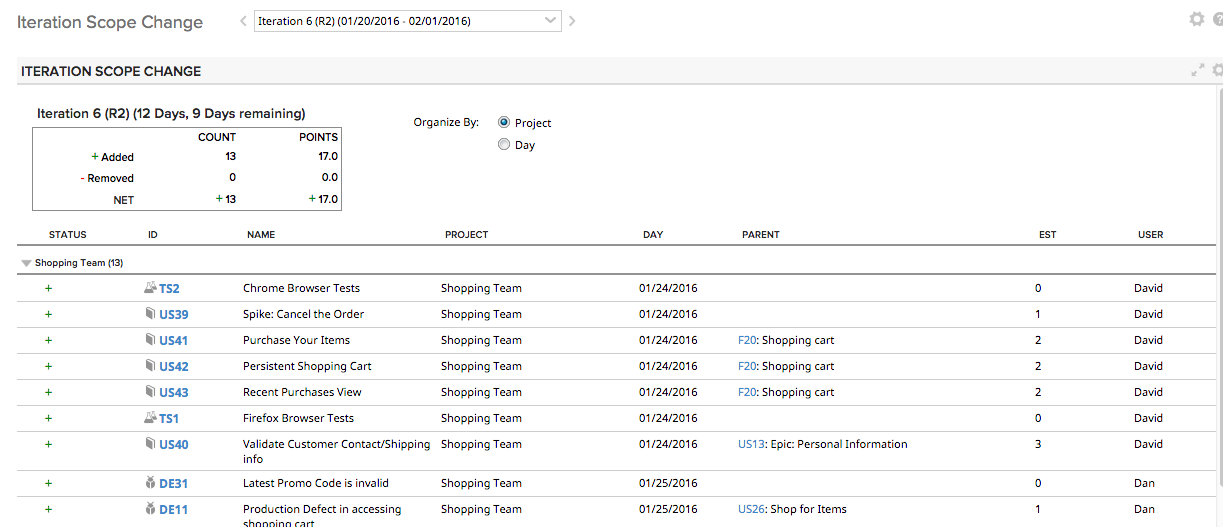 Iteration Scope Change
Iteration 6 (R2) (01/20/2016 - 02/01/2016)
ITERATION SCOPE CHANGE
Iteration 6 (R2) (12 Days, 9 Days remaining)
COUNT POINTS
+ Added 13 17.0
- Removed 0 0.0
NET + 13 + 17.0
Organize By: Project
Day
STATUS ID NAME PROJECT DAY PARENT EST USER
Shopping Team (13)
+ TS2 Chrome Browser Tests Shopping Team 01/24/2016 0 David
+ US39 Spike: Cancel the Order Shopping Team 01/24/2016 1 David
+ US41 Purchase Your Items Shopping Team 01/24/2016 F20: Shopping cart 2 David
+ US42 Persistent Shopping Cart Shopping Team 01/24/2016 F20: Shopping cart 2 David
+ US43 Recent Purchases View Shopping Team 01/24/2016 F20: Shopping cart 2 David
+ TS1 Firefox Browser Tests Shopping Team 01/24/2016 0 David
+ US40 Validate Customer Contact/Shipping Shopping Team 01/24/2016 US13: Epic: Personal Information 3 David
info
+ DE31 Latest Promo Code is invalid Shopping Team 01/25/2016 0 Dan
+ DE11 Production Defect in accessing Shopping Team 01/25/2016 US26: Shop for Items 1 Dan
shopping cart